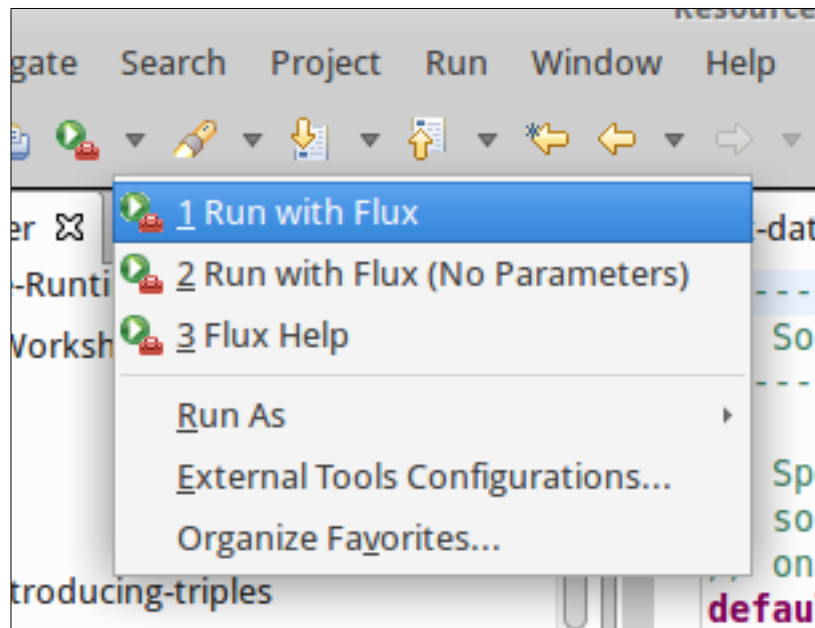 Resource
gate Search Project Run Window Help
er
-dat
1 Run with Flux
-Runti
2 Run with Flux (No Parameters)
---
Worksh
3 Flux Help
So
---
Run As
External Tools Configurations...
Sp
so
Organize Favorites...
// on
troducing-triples
defau